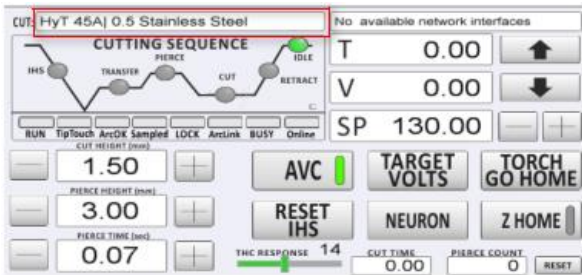 CUT: HyT 45A| 0.5 Stainless Steel
No available network interfaces
CUTTING SEQUENCE
IHS
TRANSFER
PIERCE
CUT
IDLE
RETRACT
T 0.00
V 0.00
SP 130.00
RUN TipTouch ArcOK Sampled LOCK ArcLink BUSY Online
CUT HEIGHT (mm)
1.50
PIERCE HEIGHT (mm)
3.00
PIERCE TIME (sec)
0.07
AVC
TARGET VOLTS
TORCH GO HOME
RESET IHS
NEURON
Z HOME
THC RESPONSE 14
CUT TIME
0.00
PIERCE COUNT
0
RESET